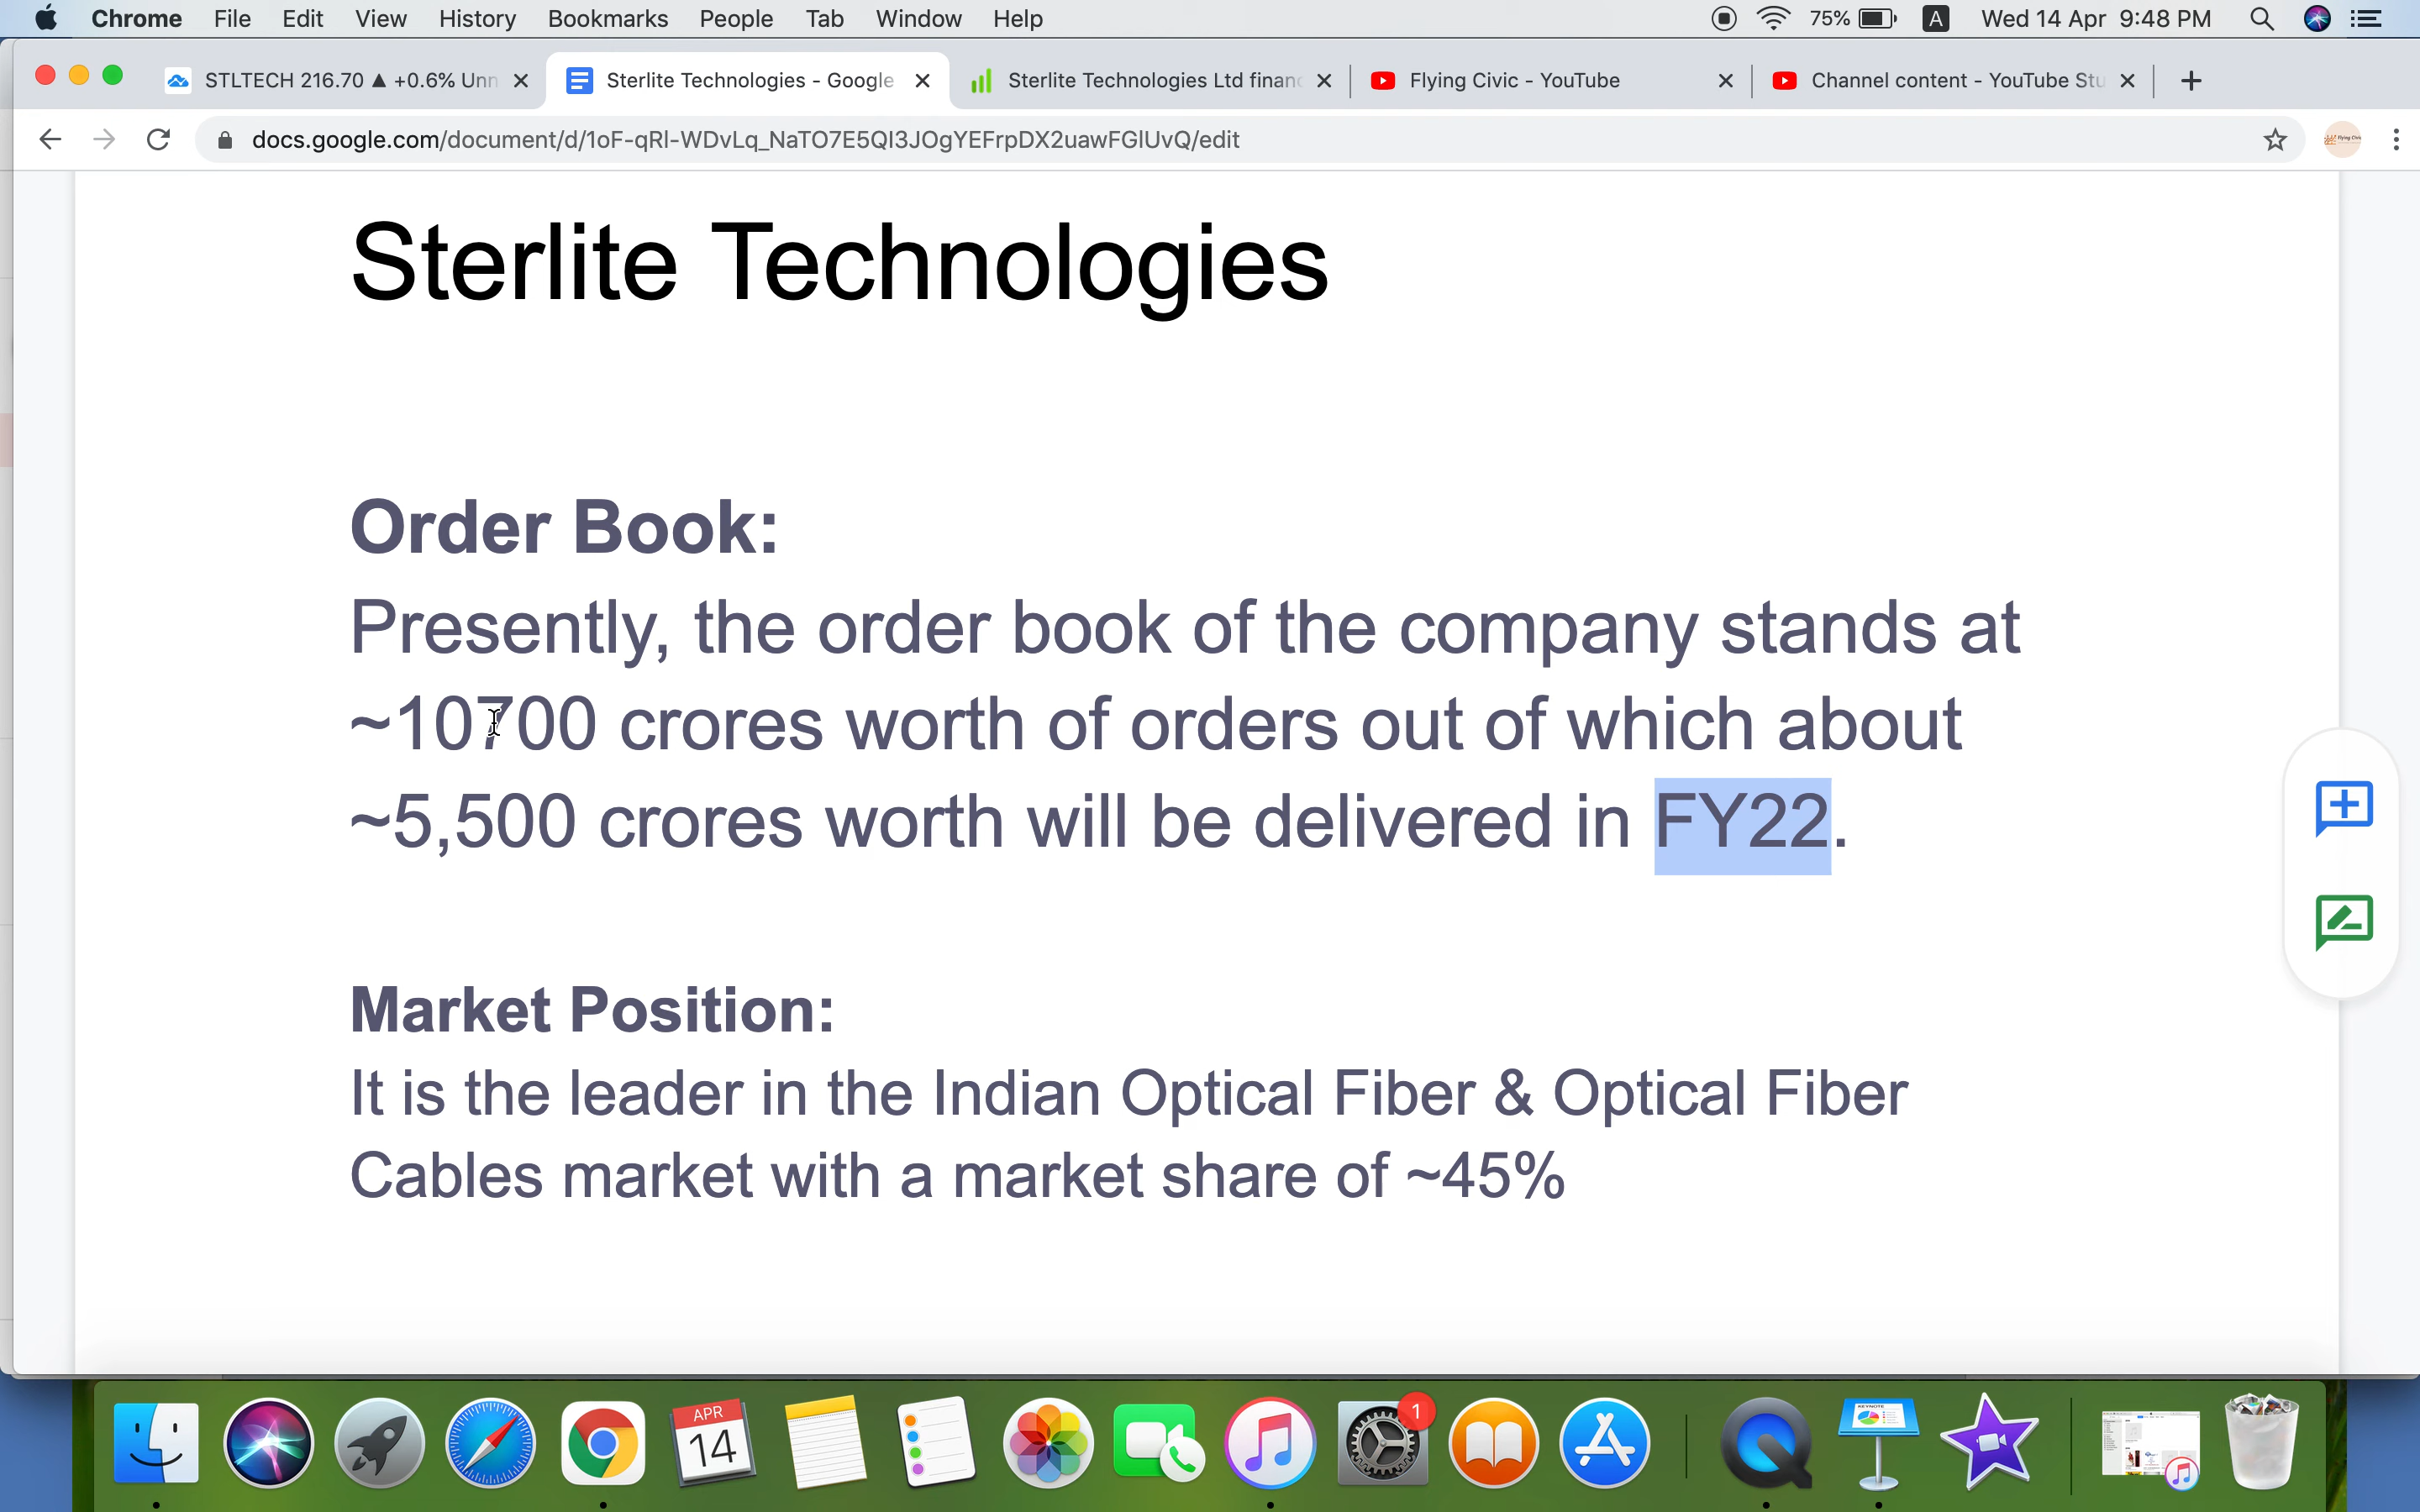 Chrome File Edit View History Bookmarks People Tab Window Help 75% A Wed 14 Apr 9:48 PM
STLTECH 216.70 ▲ +0.6% Unn Sterlite Technologies - Google Sterlite Technologies Ltd financ Flying Civic - YouTube Channel content - YouTube Stu
docs.google.com/document/d/1oF-qRl-WDvLq_NaTO7E5QI3JOgYEFrpDX2uawFGlUvQ/edit
Sterlite Technologies
Order Book:
Presently, the order book of the company stands at
~10700 crores worth of orders out of which about
~5,500 crores worth will be delivered in FY22.
Market Position:
It is the leader in the Indian Optical Fiber & Optical Fiber
Cables market with a market share of ~45%
APR
14
1
KEYNOTE